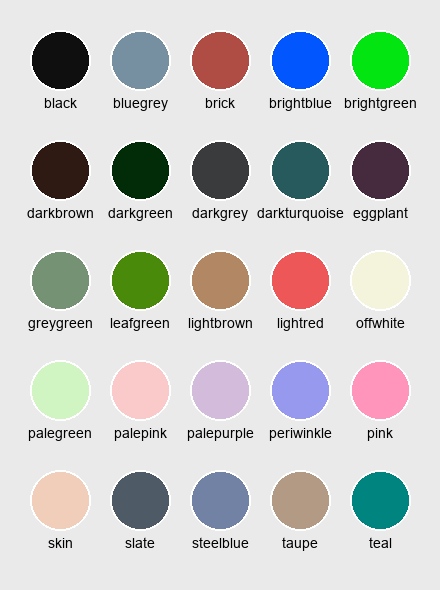 black bluegrey brick brightblue brightgreen
darkbrown darkgreen darkgrey darkturquoise eggplant
greygreen leafgreen lightbrown lightred offwhite
palegreen palepink palepurple periwinkle pink
skin slate steelblue taupe teal